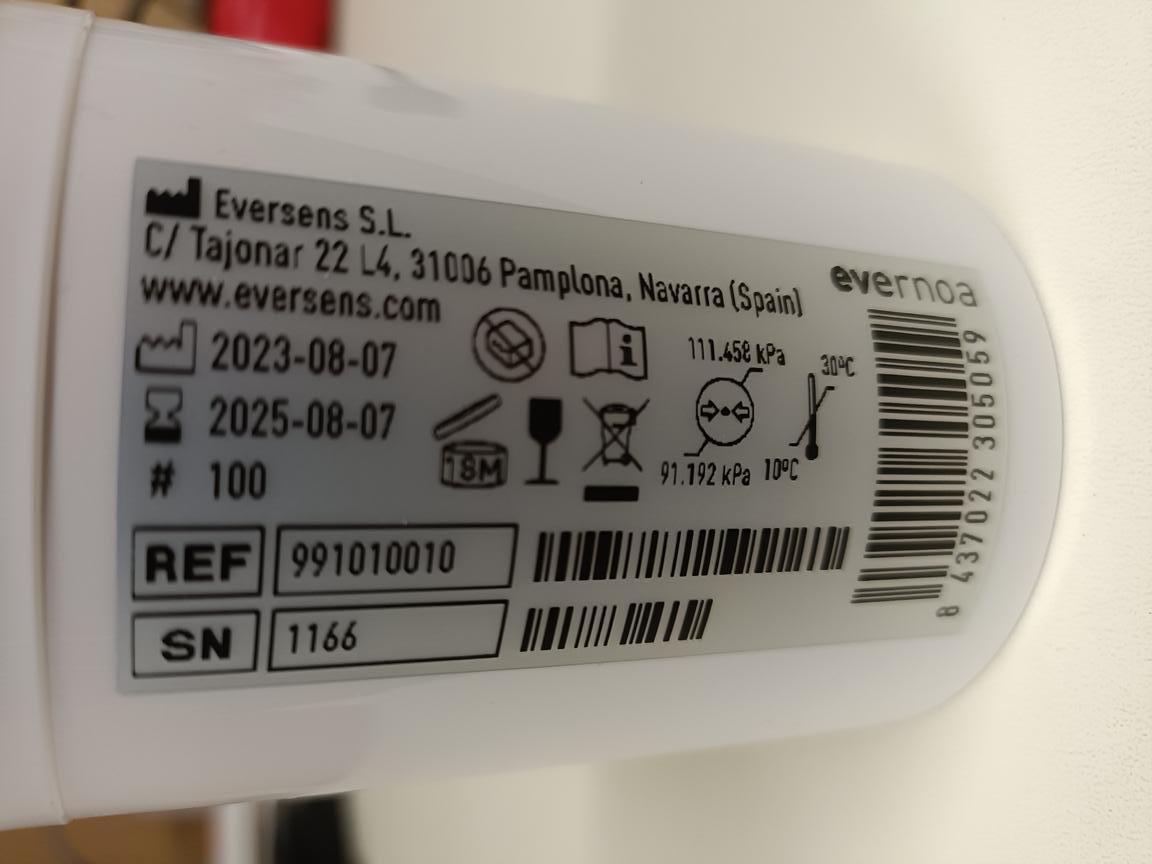 Eversens S.L.
C/ Tajonar 22 L4, 31006 Pamplona, Navarra (Spain)
www.eversens.com
evernoa
2023-08-07
2025-08-07
# 100
18M
111.458 kPa
91.192 kPa
30ºC
10ºC
REF 991010010
SN 1166
8 437022 305059